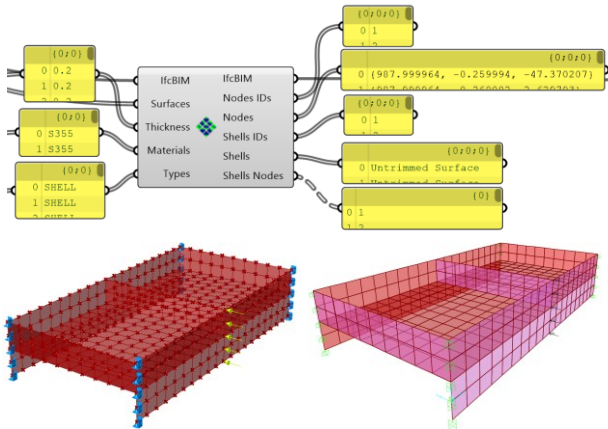 {0;0}
0 0.2
1 0.2
{0;0}
0 S355
1 S355
{0;0}
0 SHELL
1 SHELL
2 SHELL
IfcBIM
Surfaces
Thickness
Materials
Types
IfcBIM
Nodes IDs
Nodes
Shells IDs
Shells
Shells Nodes
{0;0;0}
0 1
{0;0;0}
0 {987.999964, -0.259994, -47.370207}
{0;0;0}
0 1
{0;0;0}
0 Untrimmed Surface
{0}
0 1